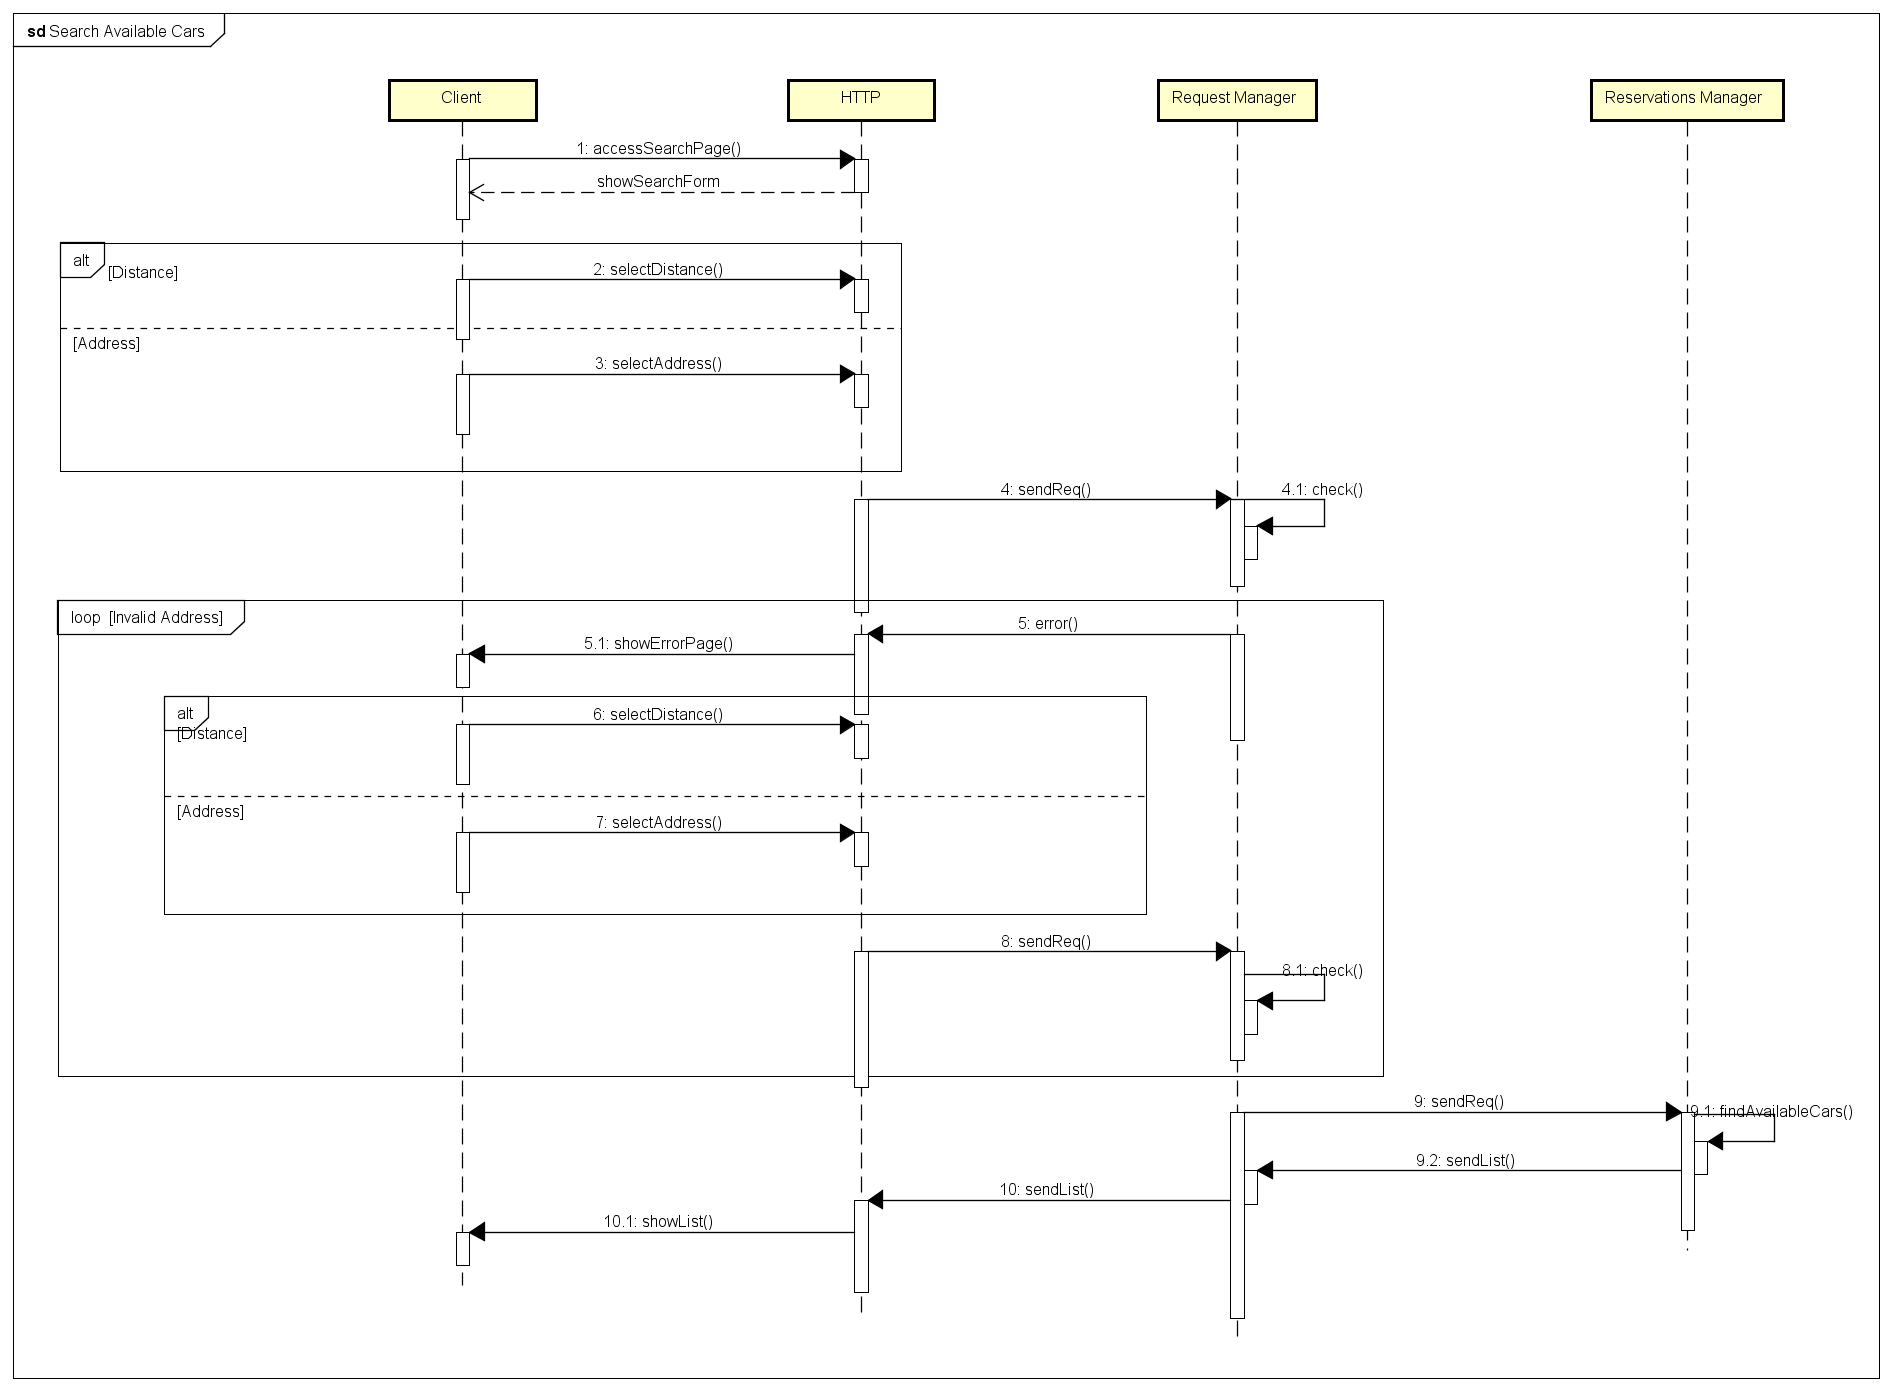 sd Search Available Cars
Client
HTTP
Request Manager
Reservations Manager
1: accessSearchPage()
showSearchForm
alt
[Distance]
2: selectDistance()
[Address]
3: selectAddress()
4: sendReq()
4.1: check()
loop [Invalid Address]
5: error()
5.1: showErrorPage()
alt
[Distance]
6: selectDistance()
[Address]
7: selectAddress()
8: sendReq()
8.1: check()
9: sendReq()
9.1: findAvailableCars()
9.2: sendList()
10: sendList()
10.1: showList()